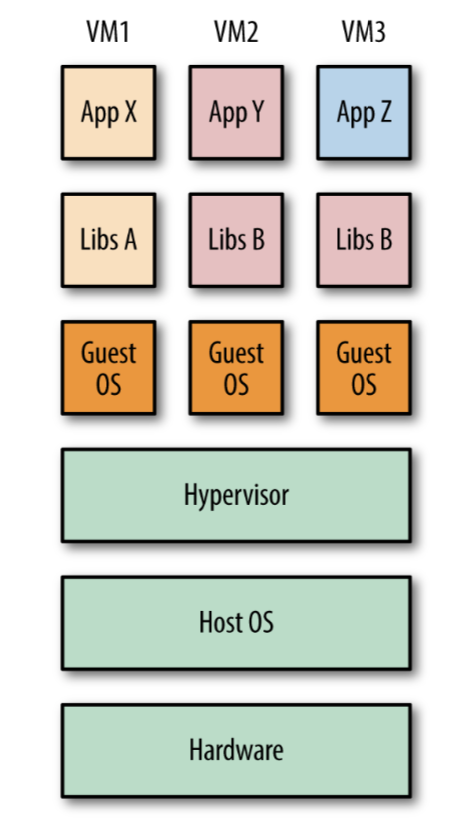 VM1 VM2 VM3
App X App Y App Z
Libs A Libs B Libs B
Guest Guest Guest
OS OS OS
Hypervisor
Host OS
Hardware